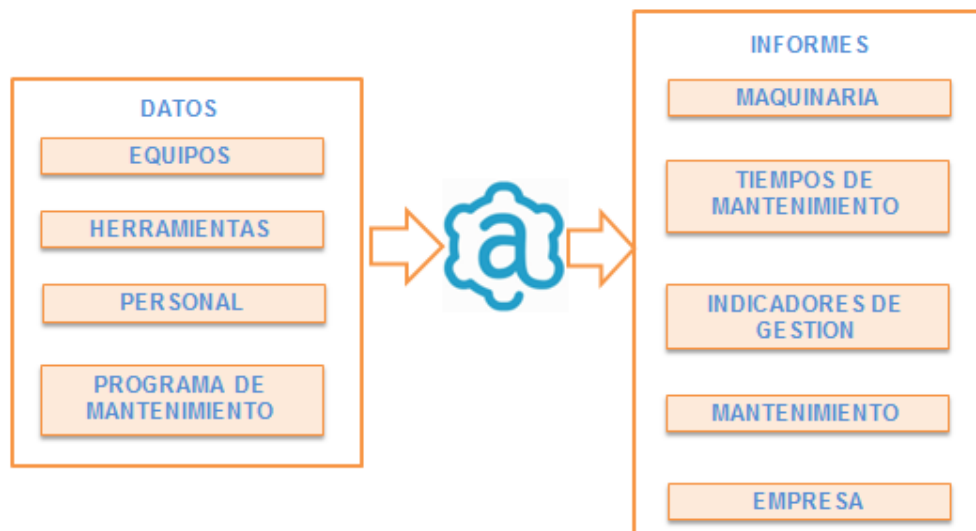 DATOS
EQUIPOS
HERRAMIENTAS
PERSONAL
PROGRAMA DE
MANTENIMIENTO
a
INFORMES
MAQUINARIA
TIEMPOS DE
MANTENIMIENTO
INDICADORES DE
GESTION
MANTENIMIENTO
EMPRESA